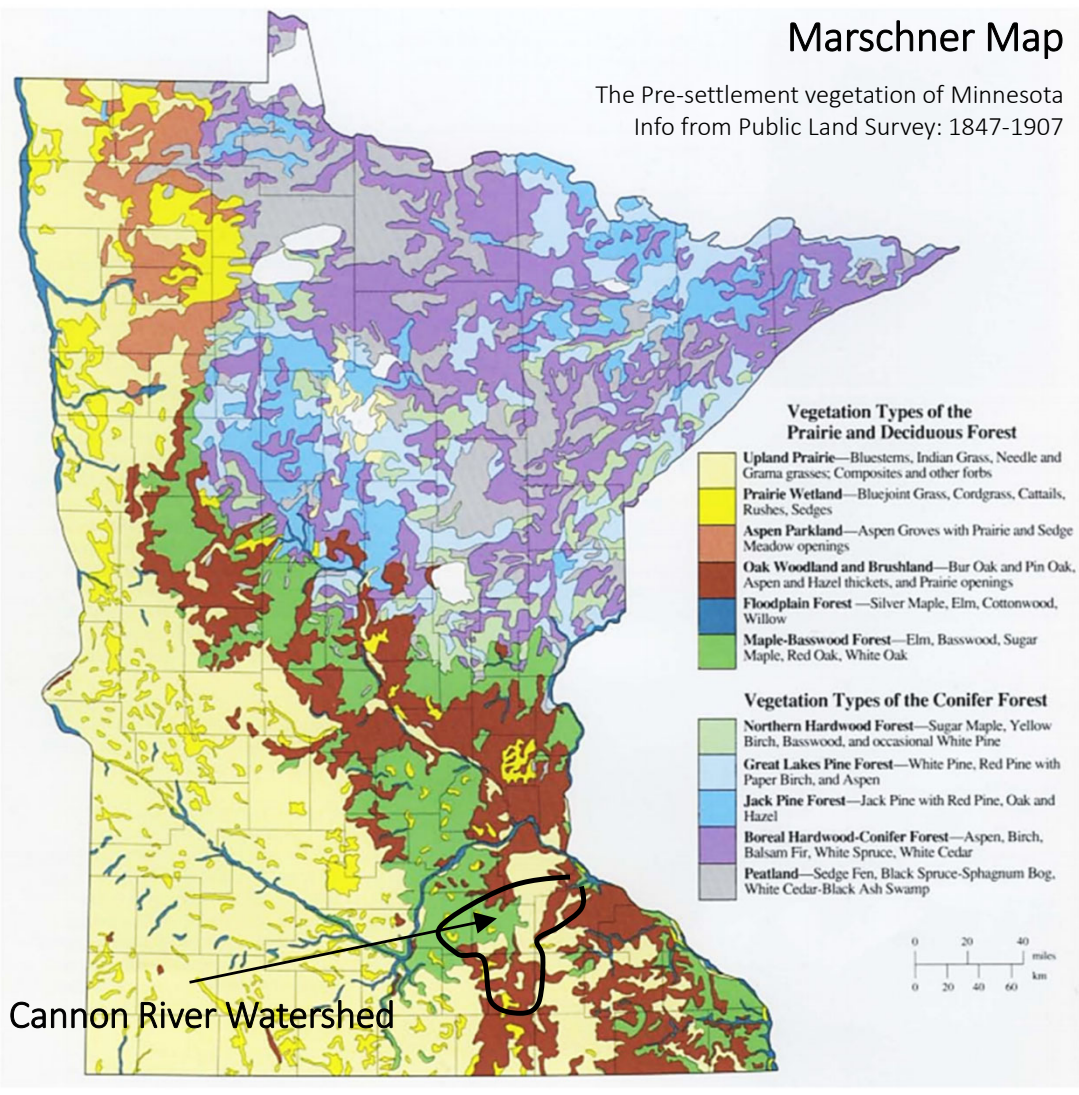 Marschner Map
The Pre-settlement vegetation of Minnesota
Info from Public Land Survey: 1847-1907
Vegetation Types of the
Prairie and Deciduous Forest
Upland Prairie—Bluestems, Indian Grass, Needle and
Grama grasses; Composites and other forbs
Prairie Wetland—Bluejoint Grass, Cordgrass, Cattails,
Rushes, Sedges
Aspen Parkland—Aspen Groves with Prairie and Sedge
Meadow openings
Oak Woodland and Brushland—Bur Oak and Pin Oak,
Aspen and Hazel thickets, and Prairie openings
Floodplain Forest—Silver Maple, Elm, Cottonwood,
Willow
Maple-Basswood Forest—Elm, Basswood, Sugar
Maple, Red Oak, White Oak
Vegetation Types of the Conifer Forest
Northern Hardwood Forest—Sugar Maple, Yellow
Birch, Basswood, and occasional White Pine
Great Lakes Pine Forest—White Pine, Red Pine with
Paper Birch, and Aspen
Jack Pine Forest—Jack Pine with Red Pine, Oak and
Hazel
Boreal Hardwood-Conifer Forest—Aspen, Birch,
Balsam Fir, White Spruce, White Cedar
Peatland—Sedge Fen, Black Spruce-Sphagnum Bog,
White Cedar-Black Ash Swamp
0 20 40
miles
km
0 20 40 60
Cannon River Watershed